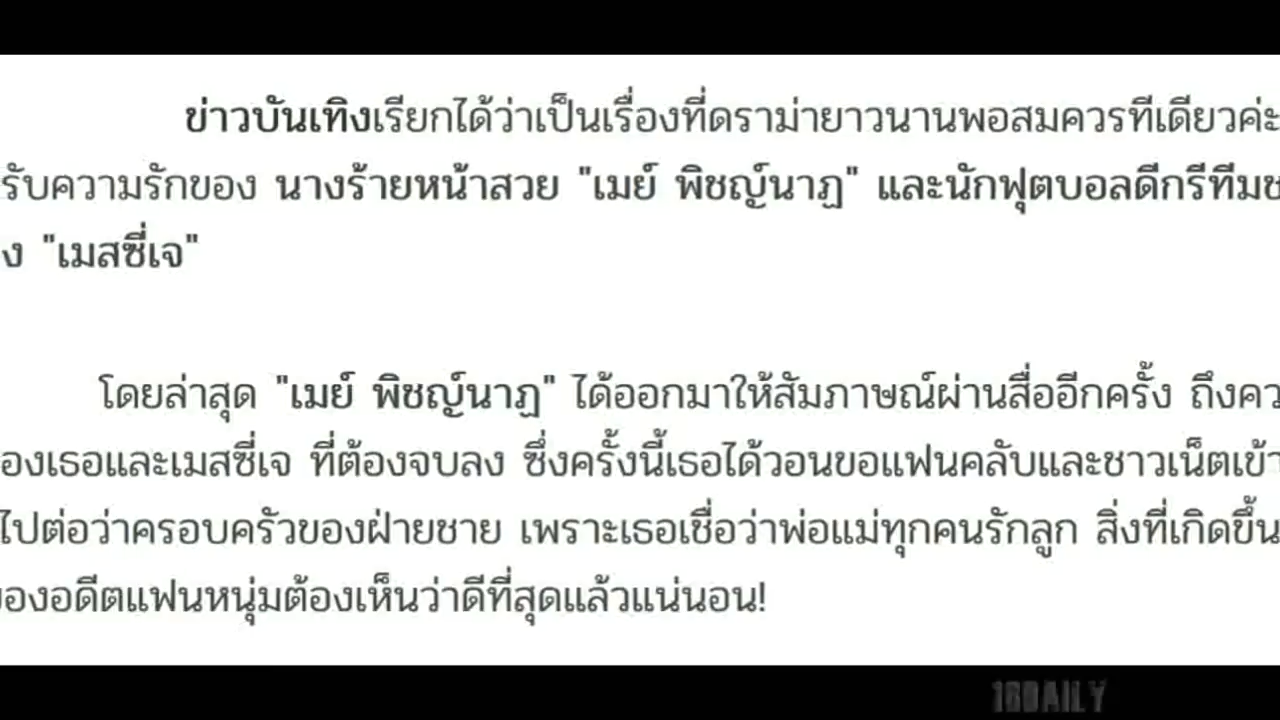 ข่าวบันเทิงเรียกได้ว่าเป็นเรื่องที่ดราม่ายาวนานพอสมควรทีเดียวค่ะ
รับความรักของ นางร้ายหน้าสวย "เมย์ พิชญ์นาฏ" และนักฟุตบอลดีกรีทีมช
ง "เมสซี่เจ"
โดยล่าสุด "เมย์ พิชญ์นาฏ" ได้ออกมาให้สัมภาษณ์ผ่านสื่ออีกครั้ง ถึงคว
องเธอและเมสซี่เจ ที่ต้องจบลง ซึ่งครั้งนี้เธอได้วอนขอแฟนคลับและชาวเน็ตเข้า
ไปต่อว่าครอบครัวของฝ่ายชาย เพราะเธอเชื่อว่าพ่อแม่ทุกคนรักลูก สิ่งที่เกิดขึ้น
ของอดีตแฟนหนุ่มต้องเห็นว่าดีที่สุดแล้วแน่นอน!
16DAILY